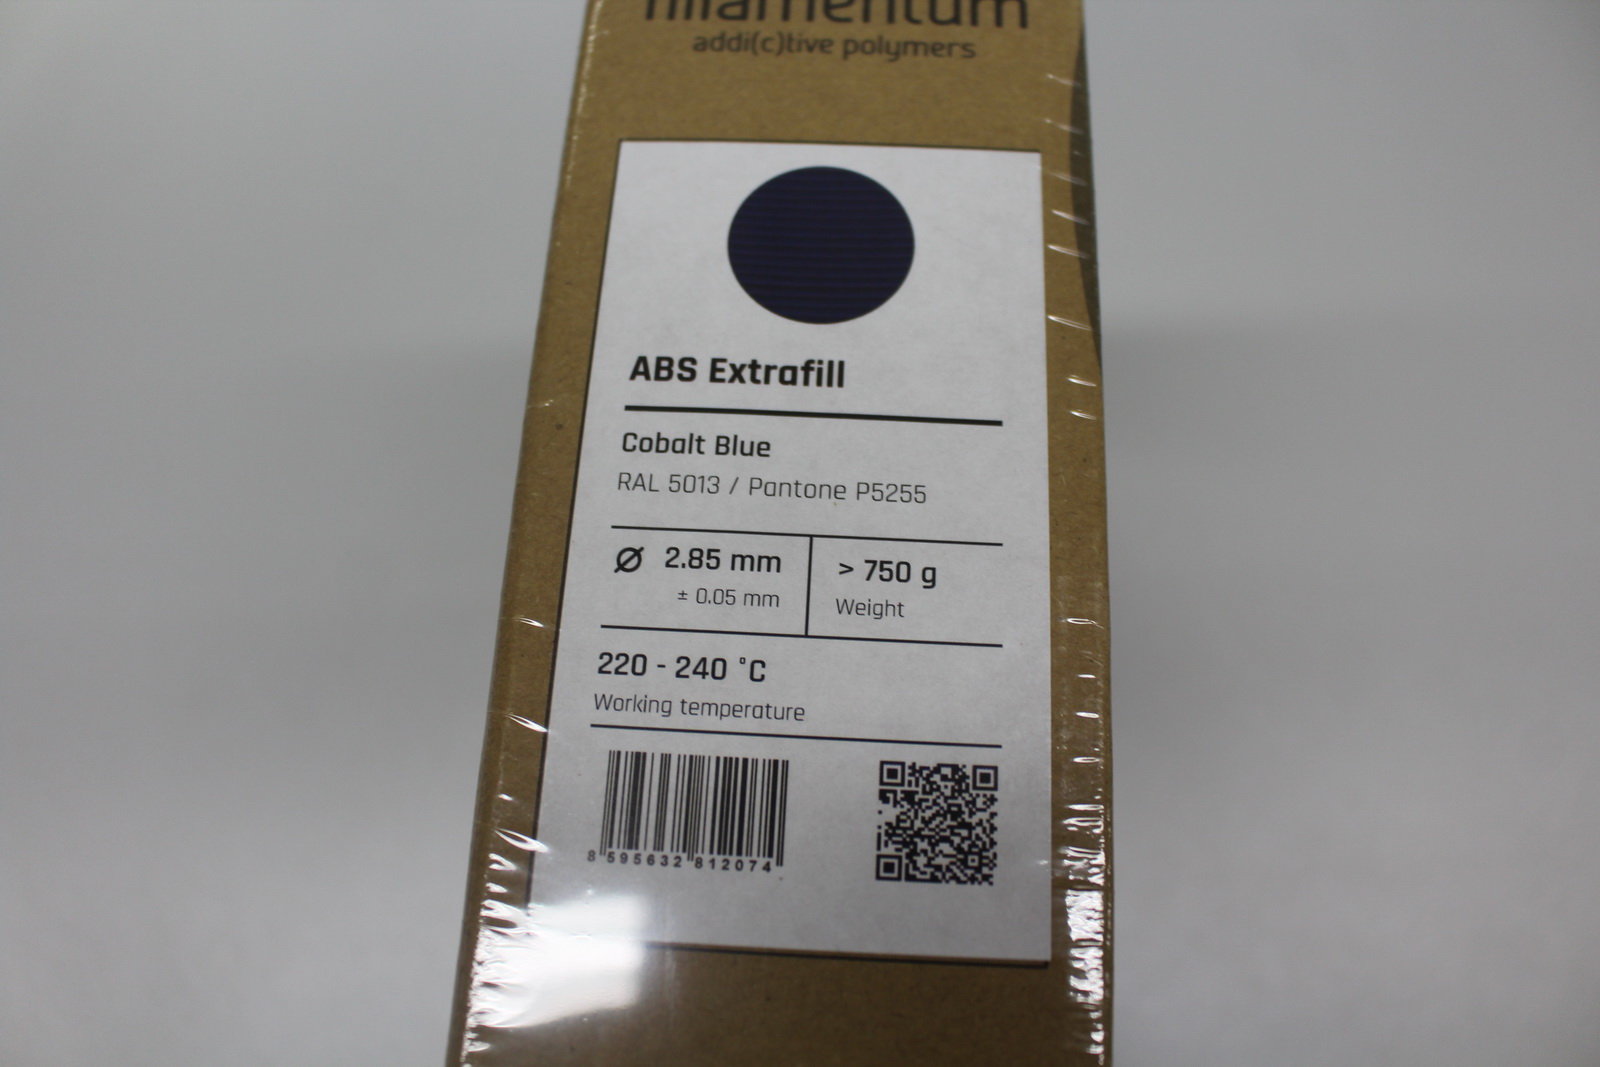 fillamentum
addi(c)tive polymers
ABS Extrafill
Cobalt Blue
RAL 5013 / Pantone P5255
Ø 2.85 mm
± 0.05 mm
> 750 g
Weight
220 - 240 °C
Working temperature
8 595632 812074